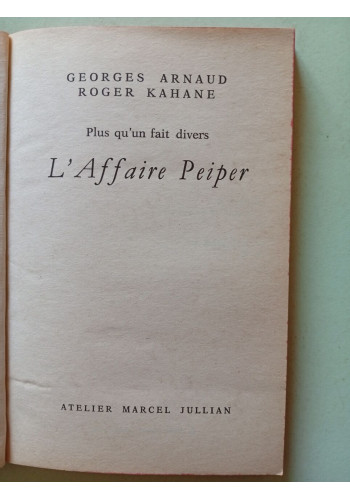 GEORGES ARNAUD
ROGER KAHANE
Plus qu'un fait divers
L'Affaire Peiper
ATELIER MARCEL JULLIAN